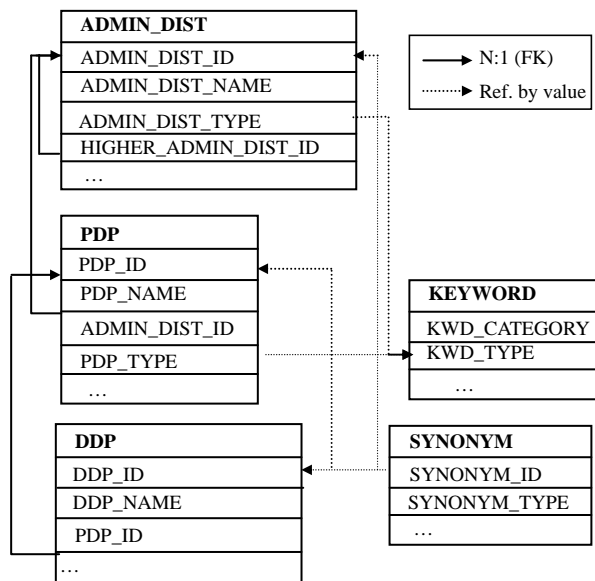 ADMIN_DIST
ADMIN_DIST_ID
ADMIN_DIST_NAME
ADMIN_DIST_TYPE
HIGHER_ADMIN_DIST_ID
…
N:1 (FK)
Ref. by value
PDP
PDP_ID
PDP_NAME
ADMIN_DIST_ID
PDP_TYPE
…
KEYWORD
KWD_CATEGORY
KWD_TYPE
…
DDP
DDP_ID
DDP_NAME
PDP_ID
…
SYNONYM
SYNONYM_ID
SYNONYM_TYPE
…